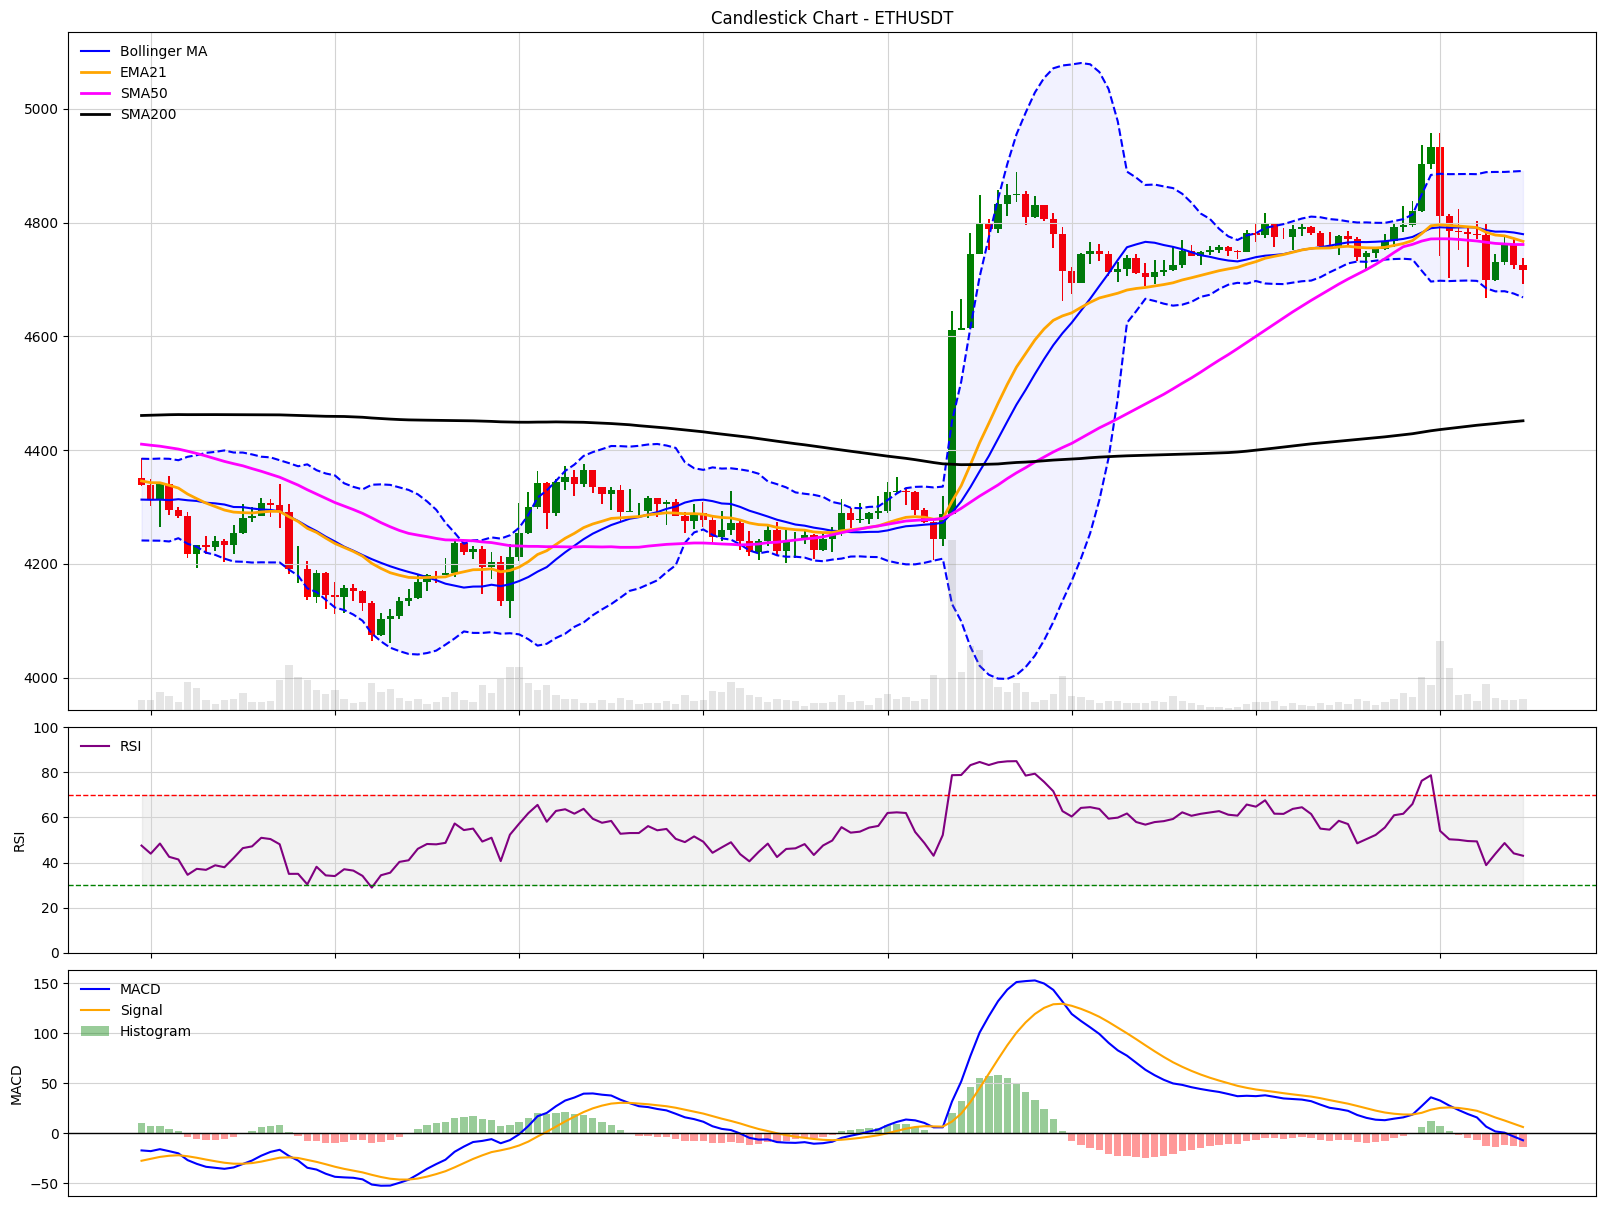 Candlestick Chart - ETHUSDT
Bollinger MA
EMA21
SMA50
SMA200
5000
4800
4600
4400
4200
4000
RSI
100
80
60
40
20
0
RSI
MACD
Signal
Histogram
150
100
50
0
−50
MACD